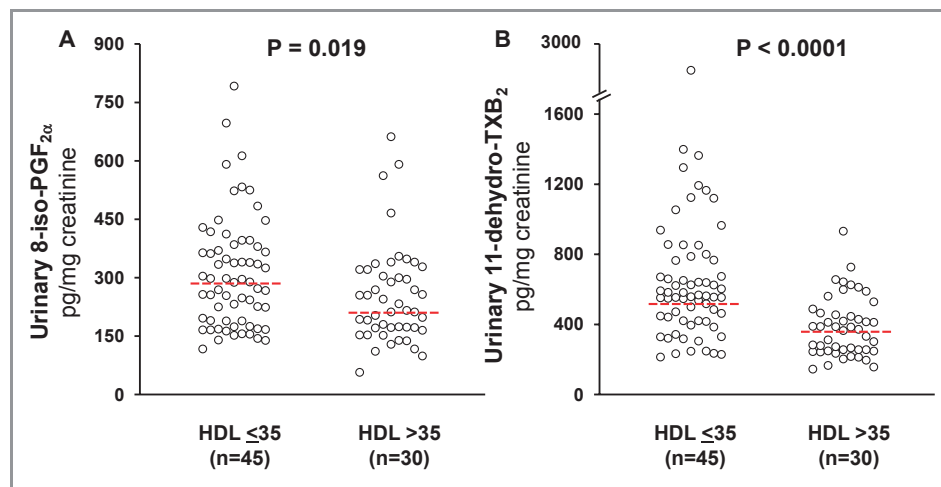 A
P = 0.019
Urinary 8-iso-PGF2α
pg/mg creatinine
900
750
600
450
300
150
0
HDL ≤35
(n=45)
HDL >35
(n=30)
B
P < 0.0001
Urinary 11-dehydro-TXB2
pg/mg creatinine
3000
1600
1200
800
400
0
HDL ≤35
(n=45)
HDL >35
(n=30)